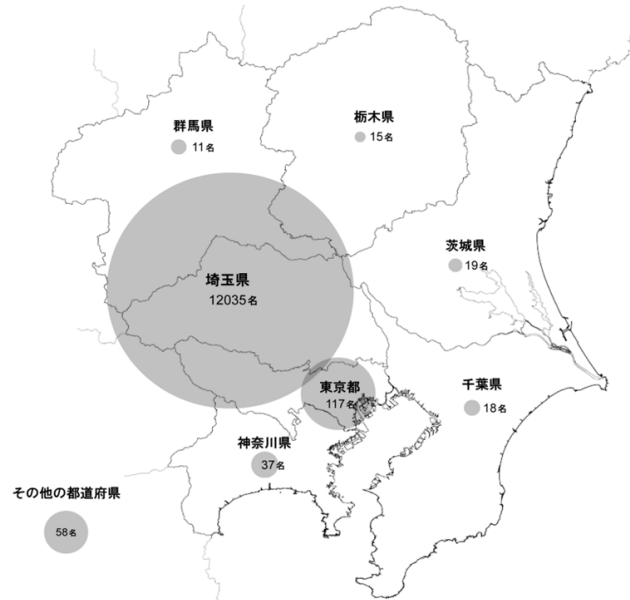 群馬県
11名
栃木県
15名
茨城県
19名
埼玉県
12035名
東京都
117名
千葉県
18名
神奈川県
37名
その他の都道府県
58名